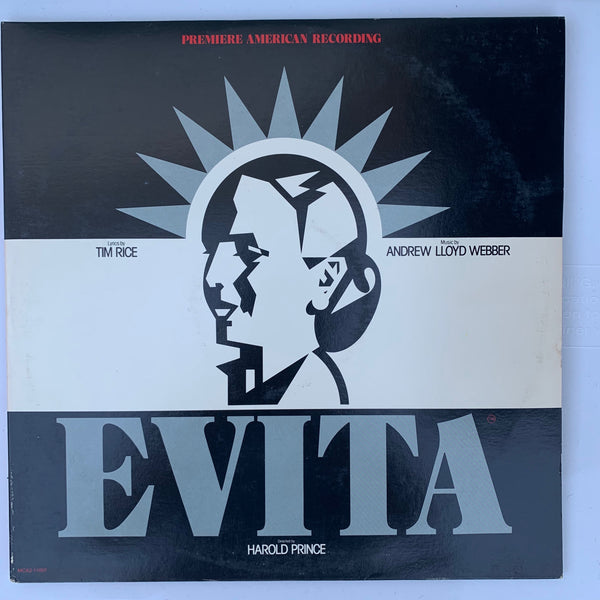 PREMIERE AMERICAN RECORDING
Lyrics by
TIM RICE
Music by
ANDREW LLOYD WEBBER
EVITA
Directed by
HAROLD PRINCE